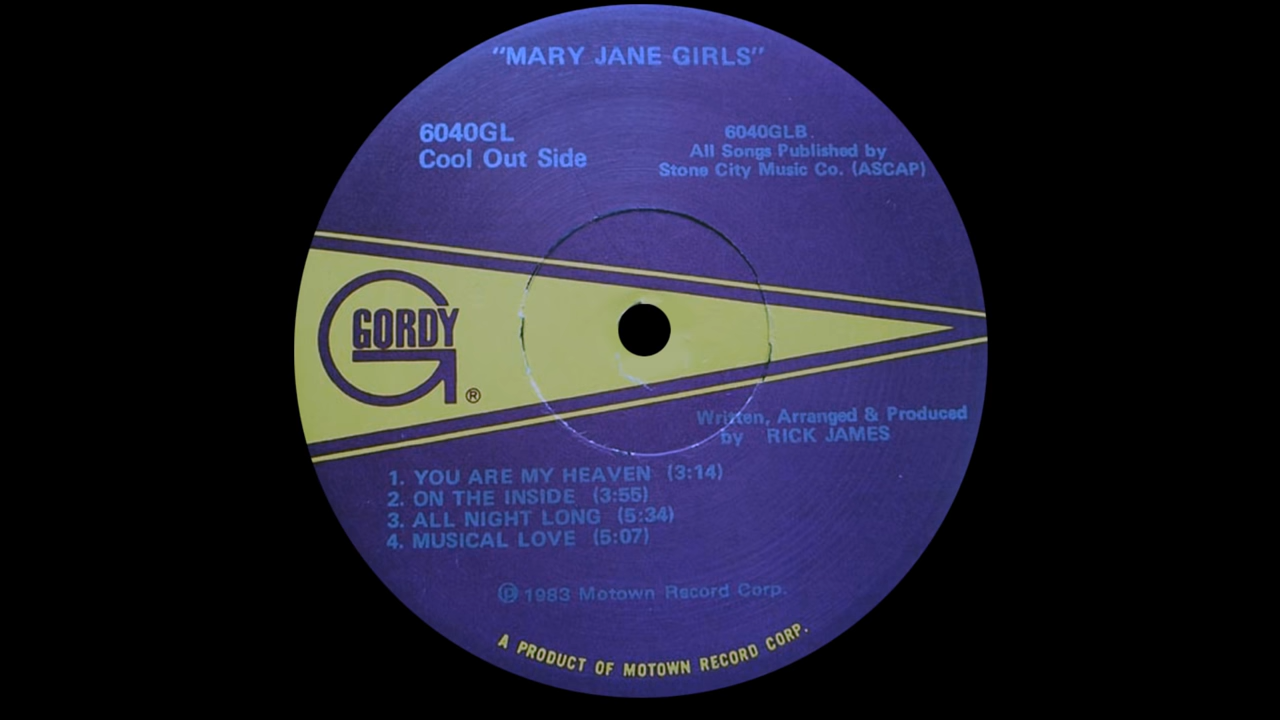 "MARY JANE GIRLS"
6040GL
Cool Out Side
6040GLB
All Songs Published by
Stone City Music Co. (ASCAP)
GORDY
®
Written, Arranged & Produced
by RICK JAMES
1. YOU ARE MY HEAVEN (3:14)
2. ON THE INSIDE (3:55)
3. ALL NIGHT LONG (5:34)
4. MUSICAL LOVE (5:07)
℗ 1983 Motown Record Corp.
A PRODUCT OF MOTOWN RECORD CORP.